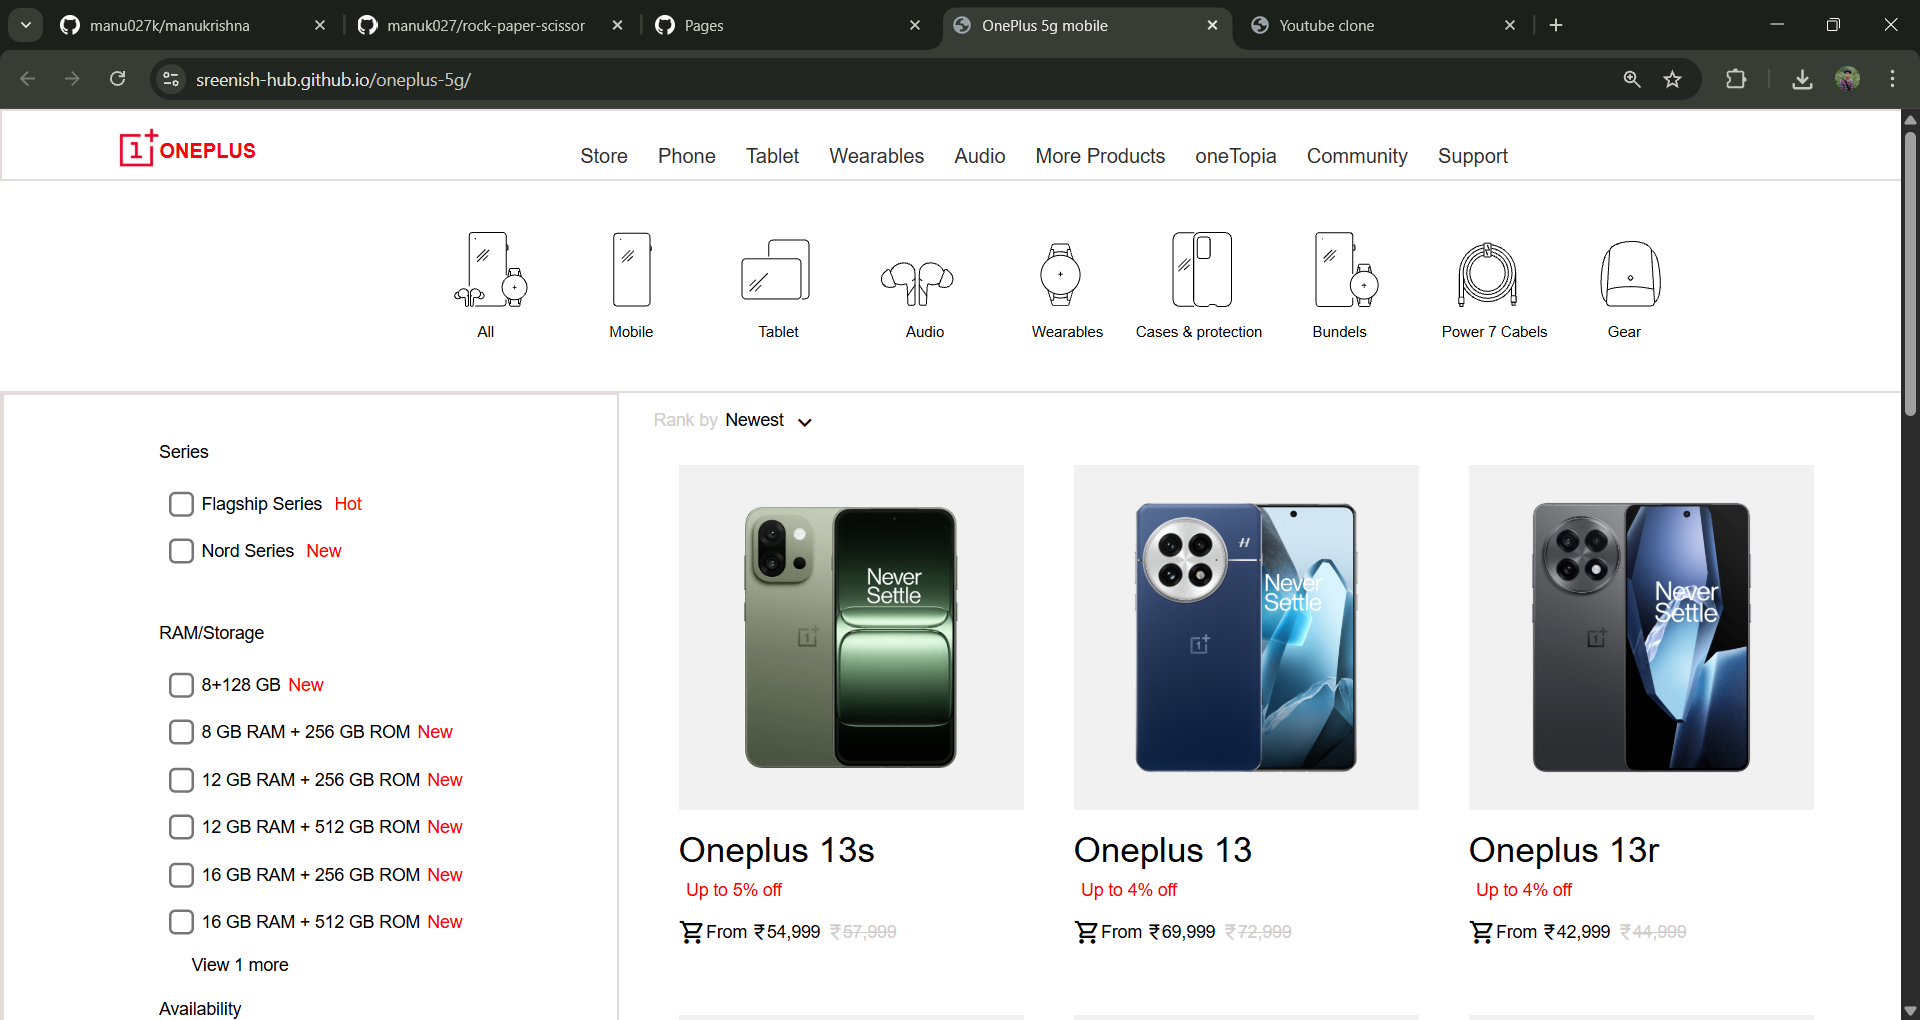 manu027k/manukrishna
manuk027/rock-paper-scissor
Pages
OnePlus 5g mobile
Youtube clone
sreenish-hub.github.io/oneplus-5g/
1+ ONEPLUS
Store Phone Tablet Wearables Audio More Products oneTopia Community Support
All Mobile Tablet Audio Wearables Cases & protection Bundels Power 7 Cabels Gear
Rank by Newest
Series
Flagship Series Hot
Nord Series New
RAM/Storage
8+128 GB New
8 GB RAM + 256 GB ROM New
12 GB RAM + 256 GB ROM New
12 GB RAM + 512 GB ROM New
16 GB RAM + 256 GB ROM New
16 GB RAM + 512 GB ROM New
View 1 more
Availability
Never
Settle
Never
Settle
Never
Settle
Oneplus 13s
Up to 5% off
From ₹54,999 ₹57,999
Oneplus 13
Up to 4% off
From ₹69,999 ₹72,999
Oneplus 13r
Up to 4% off
From ₹42,999 ₹44,999